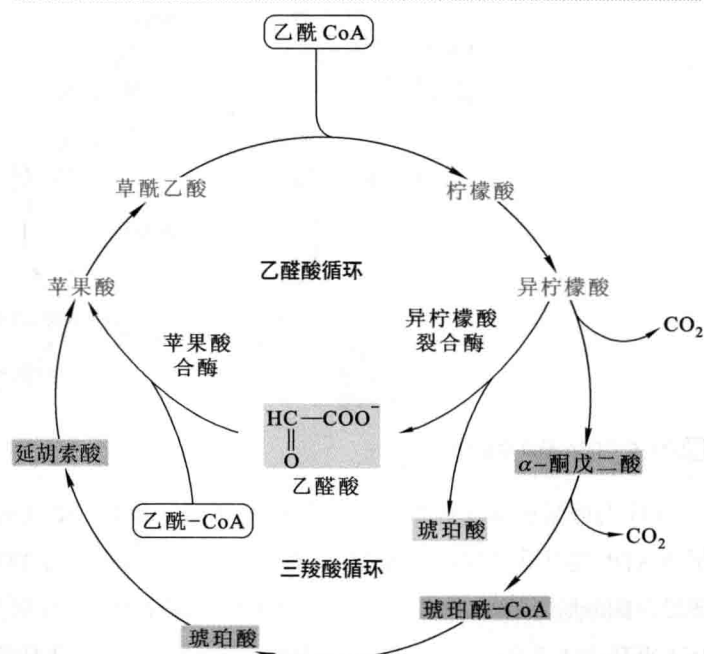 乙酰 CoA
草酰乙酸
柠檬酸
乙醛酸循环
苹果酸
异柠檬酸
苹果酸
合酶
异柠檬酸
裂合酶
CO₂
HC—COO⁻
O
乙醛酸
延胡索酸
α-酮戊二酸
乙酰-CoA
琥珀酸
CO₂
三羧酸循环
琥珀酰-CoA
琥珀酸